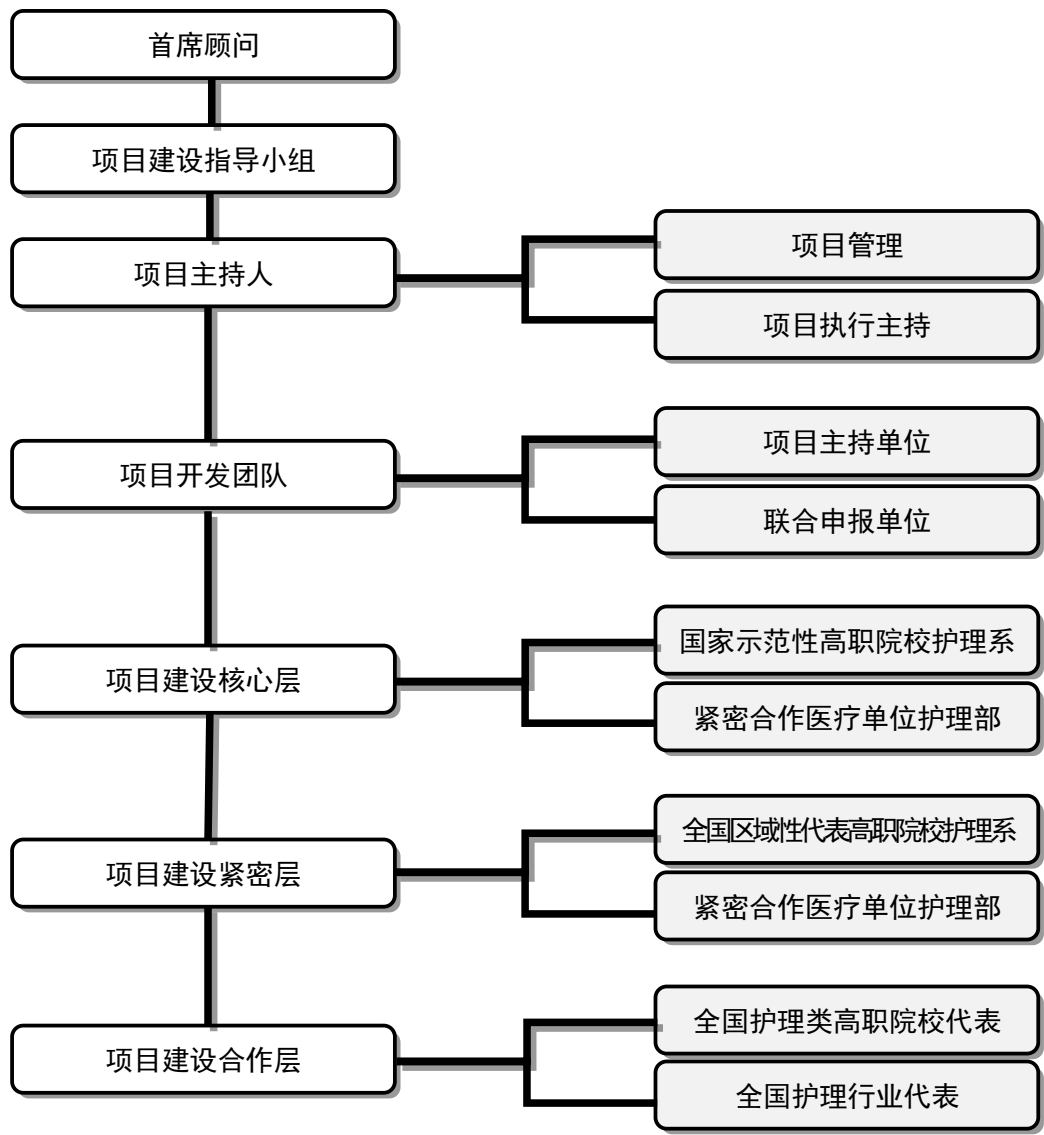 首席顾问
项目建设指导小组
项目主持人
项目管理
项目执行主持
项目开发团队
项目主持单位
联合申报单位
项目建设核心层
国家示范性高职院校护理系
紧密合作医疗单位护理部
项目建设紧密层
全国区域性代表高职院校护理系
紧密合作医疗单位护理部
项目建设合作层
全国护理类高职院校代表
全国护理行业代表